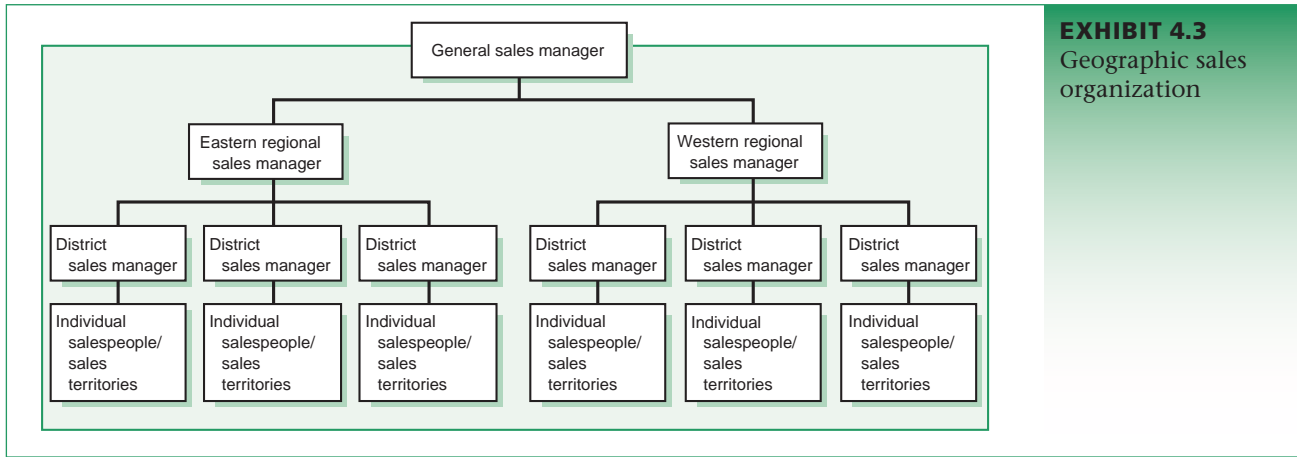 General sales manager
EXHIBIT 4.3
Geographic sales
organization
Eastern regional
sales manager
Western regional
sales manager
District
sales manager
District
sales manager
District
sales manager
District
sales manager
District
sales manager
District
sales manager
Individual
salespeople/
sales
territories
Individual
salespeople/
sales
territories
Individual
salespeople/
sales
territories
Individual
salespeople/
sales
territories
Individual
salespeople/
sales
territories
Individual
salespeople/
sales
territories